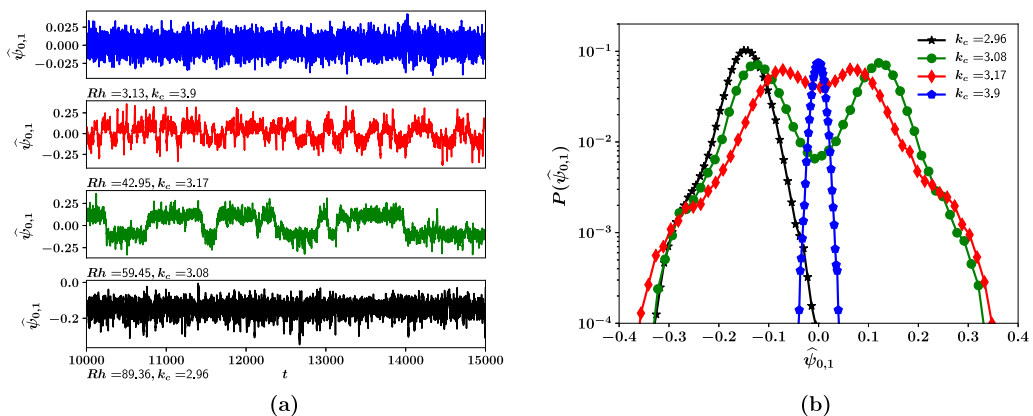 0.025
0.000
−0.025
ψ̂0,1
Rh =3.13, kc =3.9
0.25
0.00
−0.25
ψ̂0,1
Rh =42.95, kc =3.17
0.25
0.00
−0.25
ψ̂0,1
Rh =59.45, kc =3.08
0.0
−0.2
ψ̂0,1
10000 11000 12000 13000 14000 15000
Rh =89.36, kc =2.96
t
(a)
kc =2.96
kc =3.08
kc =3.17
kc =3.9
10⁻¹
10⁻²
10⁻³
10⁻⁴
P(ψ̂0,1)
−0.4 −0.3 −0.2 −0.1 0.0 0.1 0.2 0.3 0.4
ψ̂0,1
(b)